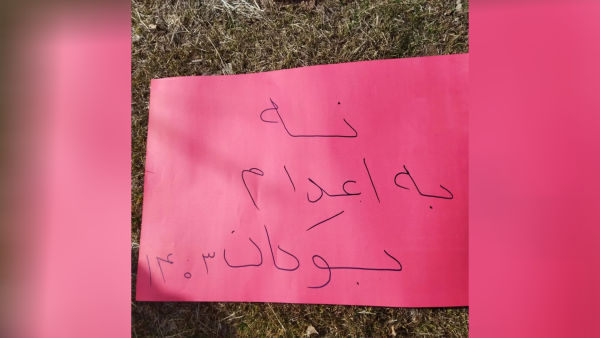 نه
به اعدام
بوکان ۱۴۰۳